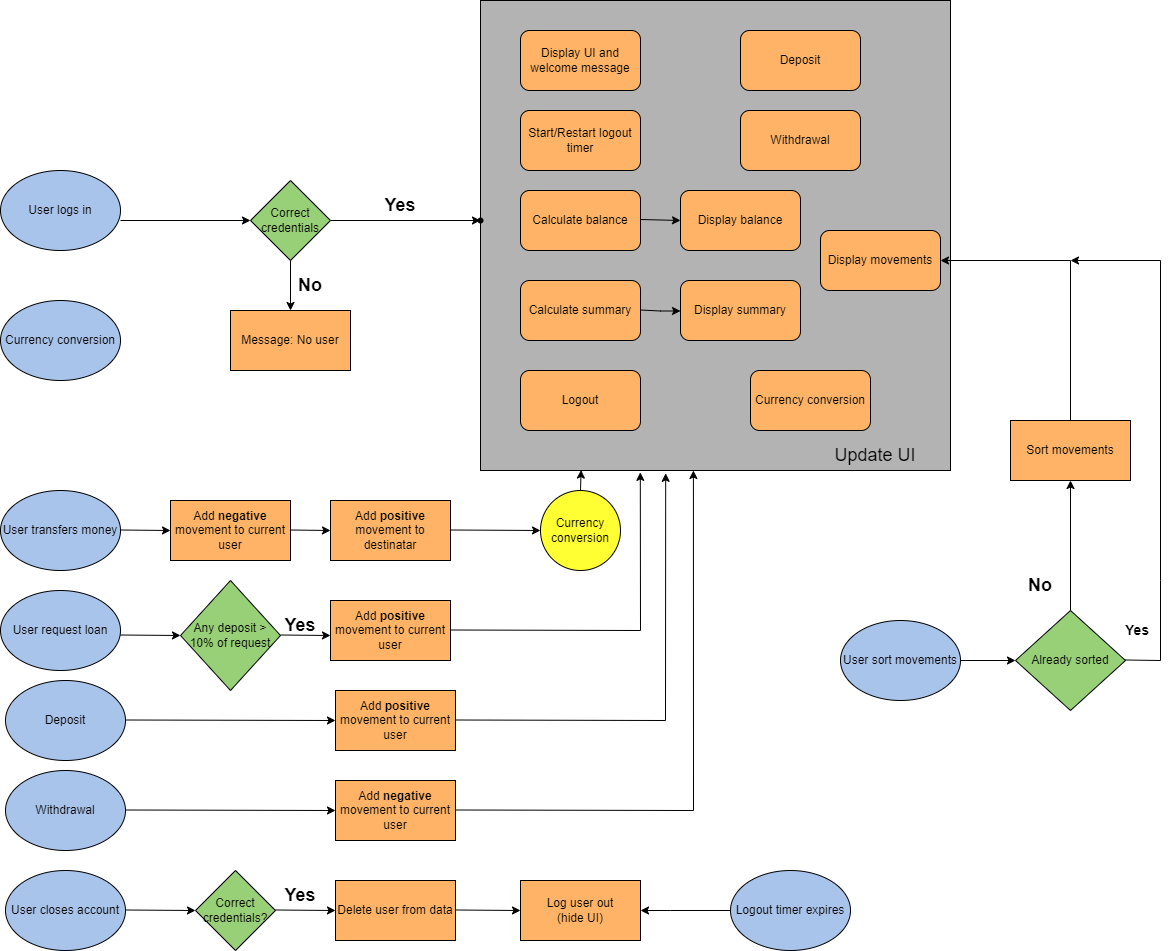 Display UI and
welcome message
Deposit
Start/Restart logout
timer
Withdrawal
User logs in
Correct
credentials
Yes
Calculate balance
Display balance
Display movements
No
Currency conversion
Message: No user
Calculate summary
Display summary
Logout
Currency conversion
Update UI
Sort movements
User transfers money
Add negative
movement to current
user
Add positive
movement to
destinatar
Currency
conversion
No
User request loan
Any deposit >
10% of request
Yes
Add positive
movement to current
user
User sort movements
Already sorted
Yes
Deposit
Add positive
movement to current
user
Withdrawal
Add negative
movement to current
user
User closes account
Correct
credentials?
Yes
Delete user from data
Log user out
(hide UI)
Logout timer expires